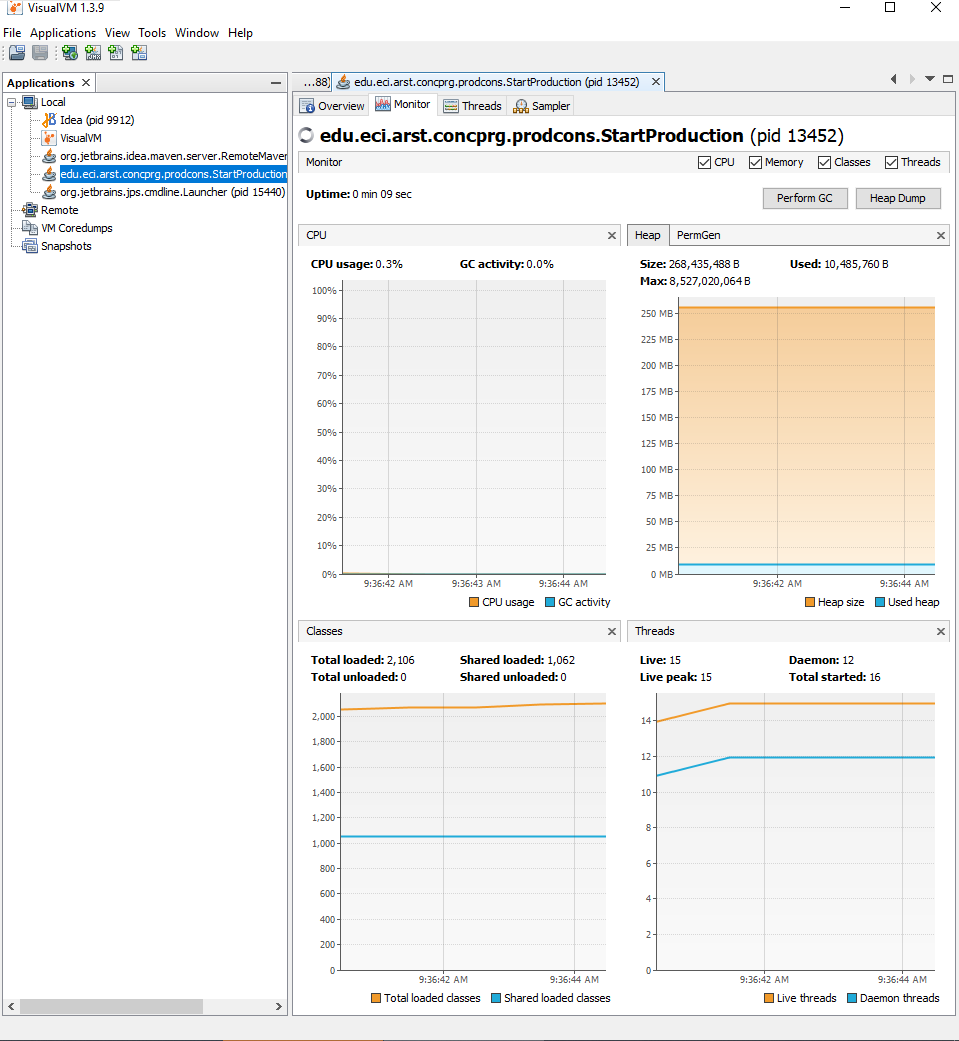 VisualVM 1.3.9
File Applications View Tools Window Help
Applications
Local
Idea (pid 9912)
VisualVM
org.jetbrains.idea.maven.server.RemoteMaver
edu.eci.arst.concprg.prodcons.StartProduction
org.jetbrains.jps.cmdline.Launcher (pid 15440)
Remote
VM Coredumps
Snapshots
...88) edu.eci.arst.concprg.prodcons.StartProduction (pid 13452)
Overview Monitor Threads Sampler
edu.eci.arst.concprg.prodcons.StartProduction (pid 13452)
Monitor CPU Memory Classes Threads
Uptime: 0 min 09 sec
Perform GC Heap Dump
CPU
CPU usage: 0.3% GC activity: 0.0%
100%
90%
80%
70%
60%
50%
40%
30%
20%
10%
0%
9:36:42 AM 9:36:43 AM 9:36:44 AM
CPU usage GC activity
Heap PermGen
Size: 268,435,488 B Used: 10,485,760 B
Max: 8,527,020,064 B
250 MB
225 MB
200 MB
175 MB
150 MB
125 MB
100 MB
75 MB
50 MB
25 MB
0 MB
9:36:42 AM 9:36:44 AM
Heap size Used heap
Classes
Total loaded: 2,106 Shared loaded: 1,062
Total unloaded: 0 Shared unloaded: 0
2,000
1,800
1,600
1,400
1,200
1,000
800
600
400
200
0
9:36:42 AM 9:36:44 AM
Total loaded classes Shared loaded classes
Threads
Live: 15 Daemon: 12
Live peak: 15 Total started: 16
14
12
10
8
6
4
2
0
9:36:42 AM 9:36:44 AM
Live threads Daemon threads